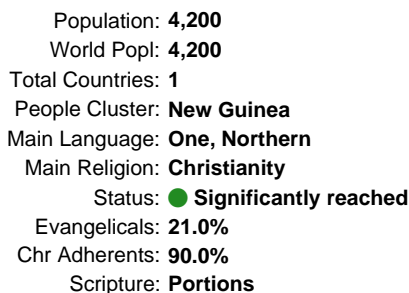 Population: 4,200
World Popl: 4,200
Total Countries: 1
People Cluster: New Guinea
Main Language: One, Northern
Main Religion: Christianity
Status: Significantly reached
Evangelicals: 21.0%
Chr Adherents: 90.0%
Scripture: Portions